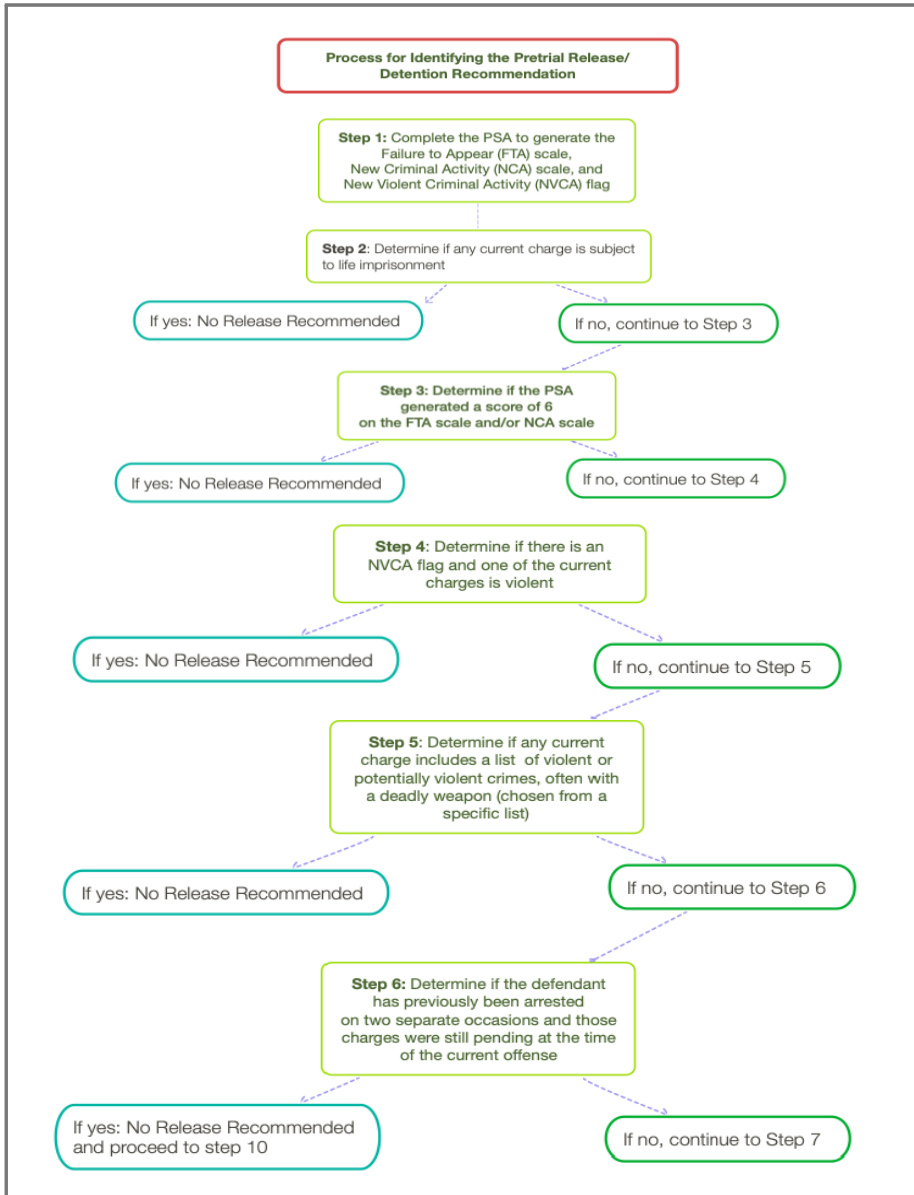 Process for Identifying the Pretrial Release/
Detention Recommendation
Step 1: Complete the PSA to generate the
Failure to Appear (FTA) scale,
New Criminal Activity (NCA) scale, and
New Violent Criminal Activity (NVCA) flag
Step 2: Determine if any current charge is subject
to life imprisonment
If yes: No Release Recommended
If no, continue to Step 3
Step 3: Determine if the PSA
generated a score of 6
on the FTA scale and/or NCA scale
If yes: No Release Recommended
If no, continue to Step 4
Step 4: Determine if there is an
NVCA flag and one of the current
charges is violent
If yes: No Release Recommended
If no, continue to Step 5
Step 5: Determine if any current
charge includes a list of violent or
potentially violent crimes, often with
a deadly weapon (chosen from a
specific list)
If yes: No Release Recommended
If no, continue to Step 6
Step 6: Determine if the defendant
has previously been arrested
on two separate occasions and those
charges were still pending at the time
of the current offense
If yes: No Release Recommended
and proceed to step 10
If no, continue to Step 7